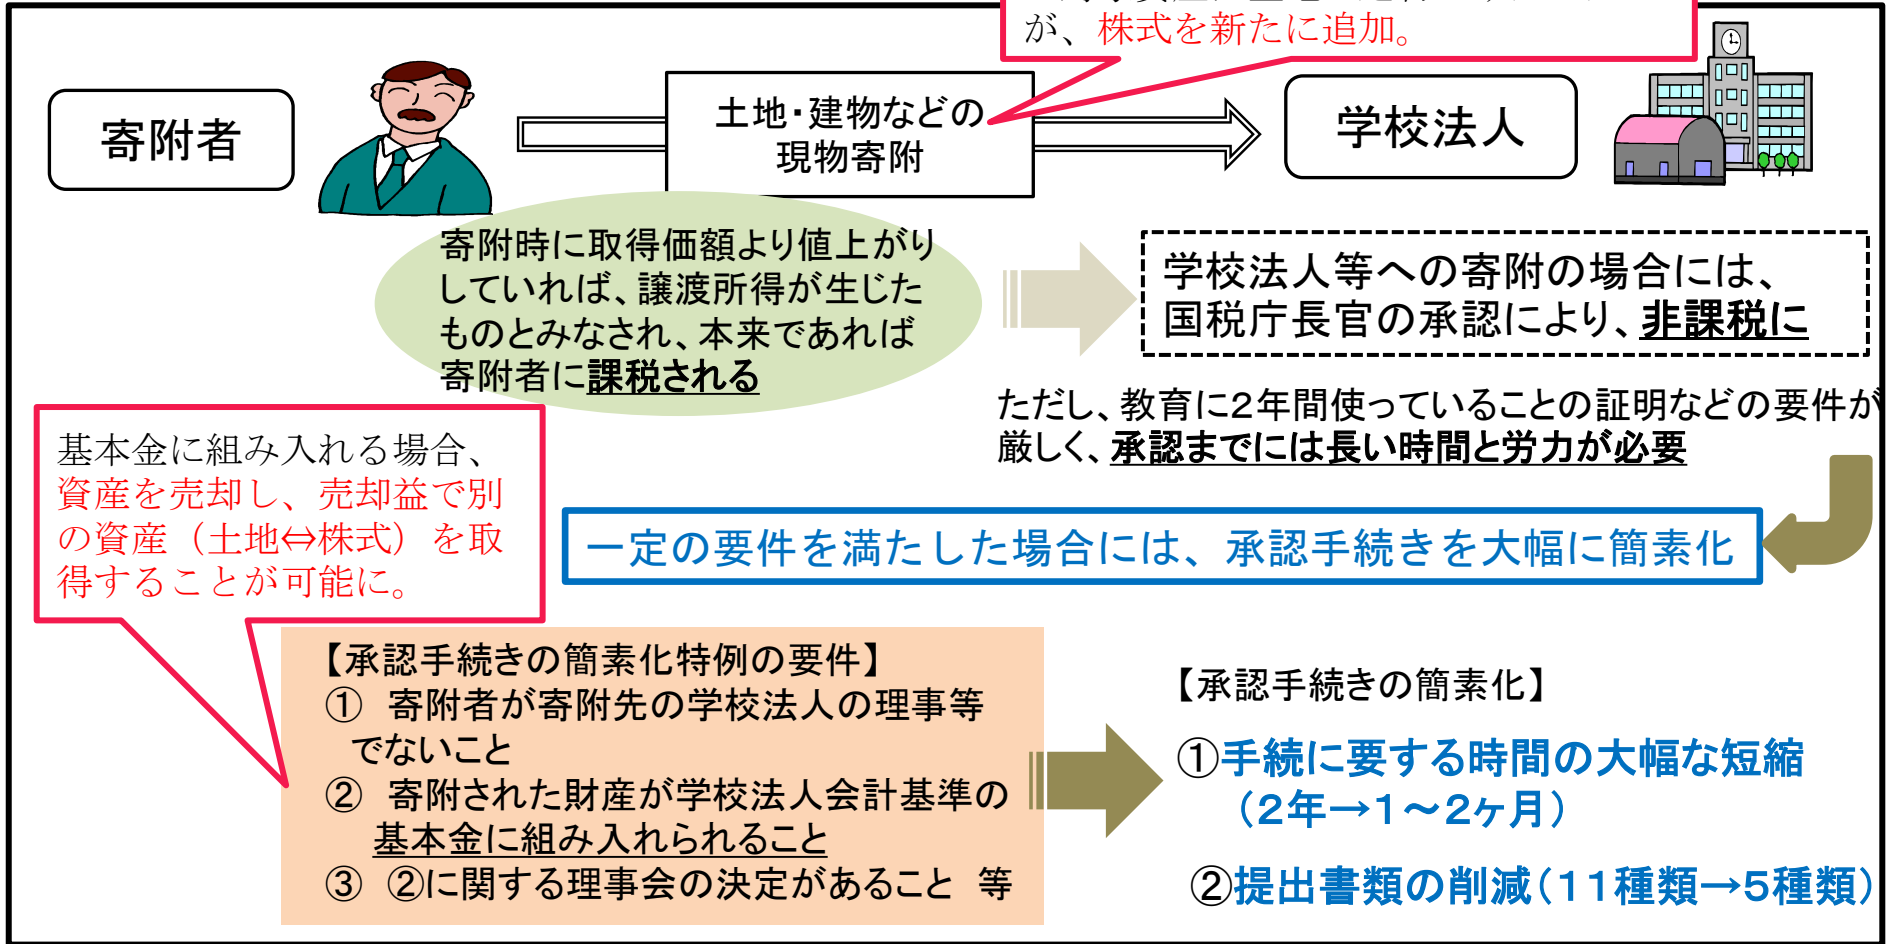 が、株式を新たに追加。
寄附者
土地・建物などの
現物寄附
学校法人
寄附時に取得価額より値上がり
していれば、譲渡所得が生じた
ものとみなされ、本来であれば
寄附者に課税される
学校法人等への寄附の場合には、
国税庁長官の承認により、非課税に
ただし、教育に2年間使っていることの証明などの要件が
厳しく、承認までには長い時間と労力が必要
基本金に組み入れる場合、
資産を売却し、売却益で別
の資産（土地⇔株式）を取
得することが可能に。
一定の要件を満たした場合には、承認手続きを大幅に簡素化
【承認手続きの簡素化特例の要件】
① 寄附者が寄附先の学校法人の理事等
でないこと
② 寄附された財産が学校法人会計基準の
基本金に組み入れられること
③ ②に関する理事会の決定があること 等
【承認手続きの簡素化】
①手続に要する時間の大幅な短縮
（2年→1～2ヶ月）
②提出書類の削減（11種類→5種類）